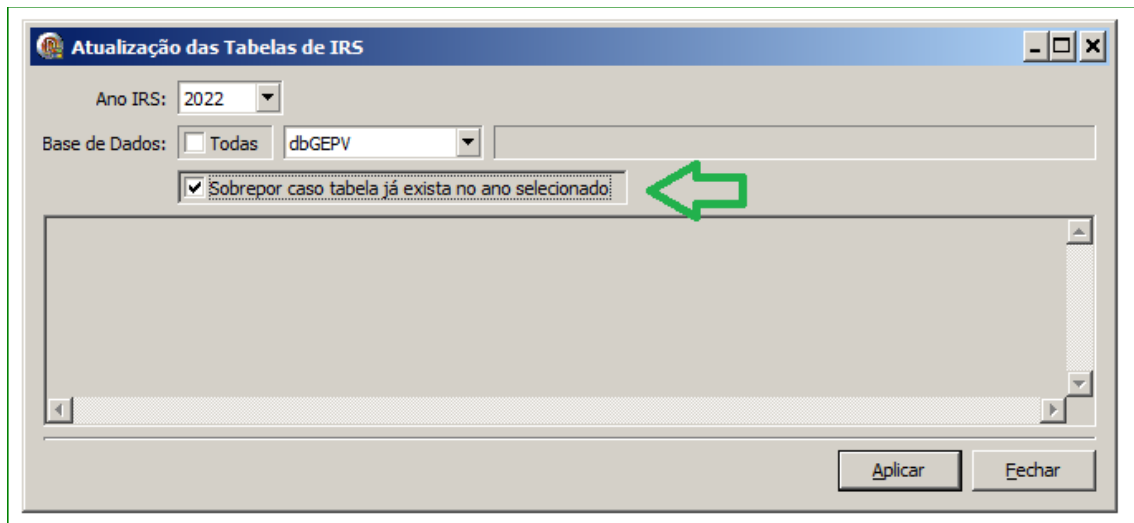 Atualização das Tabelas de IRS
Ano IRS: 2022
Base de Dados: Todas dbGEPV
Sobrepor caso tabela já exista no ano selecionado
Aplicar Fechar